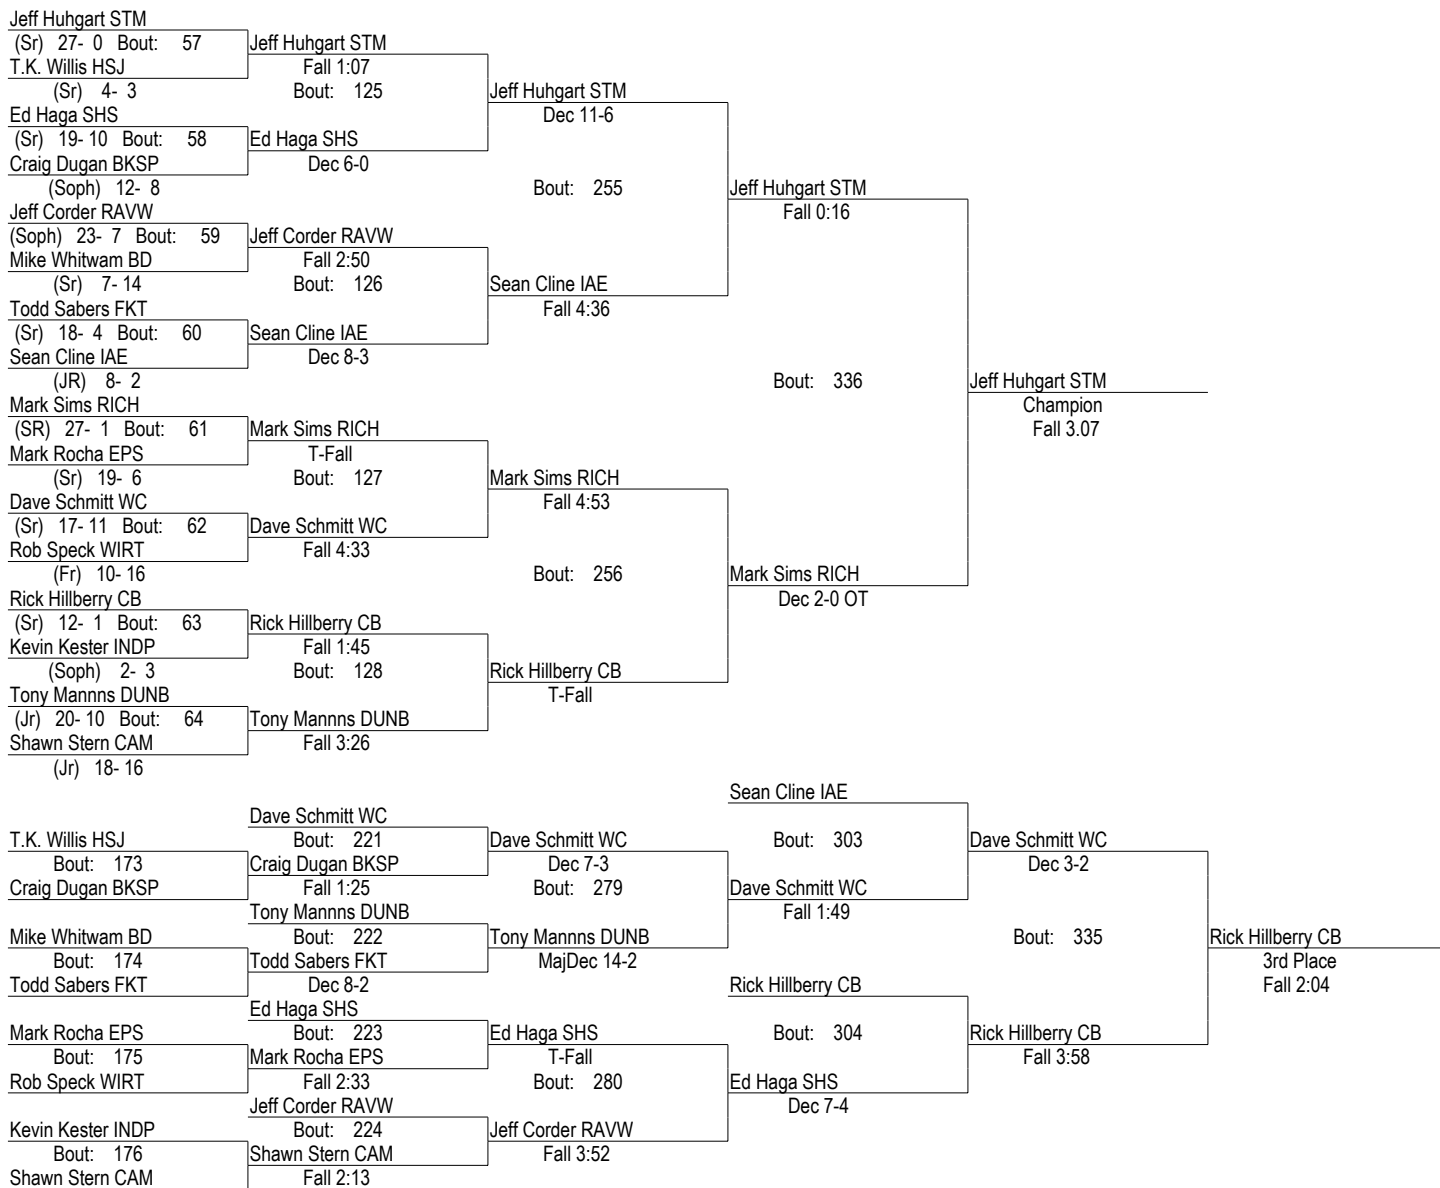 Jeff Huhgart STM
(Sr) 27- 0 Bout: 57 Jeff Huhgart STM
T.K. Willis HSJ Fall 1:07
(Sr) 4- 3 Bout: 125 Jeff Huhgart STM
Ed Haga SHS Dec 11-6
(Sr) 19- 10 Bout: 58 Ed Haga SHS
Craig Dugan BKSP Dec 6-0
(Soph) 12- 8 Bout: 255 Jeff Huhgart STM
Jeff Corder RAVW Fall 0:16
(Soph) 23- 7 Bout: 59 Jeff Corder RAVW
Mike Whitwam BD Fall 2:50
(Sr) 7- 14 Bout: 126 Sean Cline IAE
Todd Sabers FKT Fall 4:36
(Sr) 18- 4 Bout: 60 Sean Cline IAE
Sean Cline IAE Dec 8-3
(JR) 8- 2 Bout: 336 Jeff Huhgart STM
Mark Sims RICH Champion
(SR) 27- 1 Bout: 61 Mark Sims RICH Fall 3.07
Mark Rocha EPS T-Fall
(Sr) 19- 6 Bout: 127 Mark Sims RICH
Dave Schmitt WC Fall 4:53
(Sr) 17- 11 Bout: 62 Dave Schmitt WC
Rob Speck WIRT Fall 4:33
(Fr) 10- 16 Bout: 256 Mark Sims RICH
Rick Hillberry CB Dec 2-0 OT
(Sr) 12- 1 Bout: 63 Rick Hillberry CB
Kevin Kester INDP Fall 1:45
(Soph) 2- 3 Bout: 128 Rick Hillberry CB
Tony Mannns DUNB T-Fall
(Jr) 20- 10 Bout: 64 Tony Mannns DUNB
Shawn Stern CAM Fall 3:26
(Jr) 18- 16
Sean Cline IAE
Dave Schmitt WC
T.K. Willis HSJ Bout: 221 Dave Schmitt WC Bout: 303 Dave Schmitt WC
Bout: 173 Craig Dugan BKSP Dec 7-3 Dec 3-2
Craig Dugan BKSP Fall 1:25 Bout: 279 Dave Schmitt WC
Tony Mannns DUNB Fall 1:49
Mike Whitwam BD Bout: 222 Tony Mannns DUNB Bout: 335 Rick Hillberry CB
Bout: 174 Todd Sabers FKT MajDec 14-2 3rd Place
Todd Sabers FKT Dec 8-2 Rick Hillberry CB Fall 2:04
Ed Haga SHS
Mark Rocha EPS Bout: 223 Ed Haga SHS Bout: 304 Rick Hillberry CB
Bout: 175 Mark Rocha EPS T-Fall Fall 3:58
Rob Speck WIRT Fall 2:33 Bout: 280 Ed Haga SHS
Jeff Corder RAVW Dec 7-4
Kevin Kester INDP Bout: 224 Jeff Corder RAVW
Bout: 176 Shawn Stern CAM Fall 3:52
Shawn Stern CAM Fall 2:13